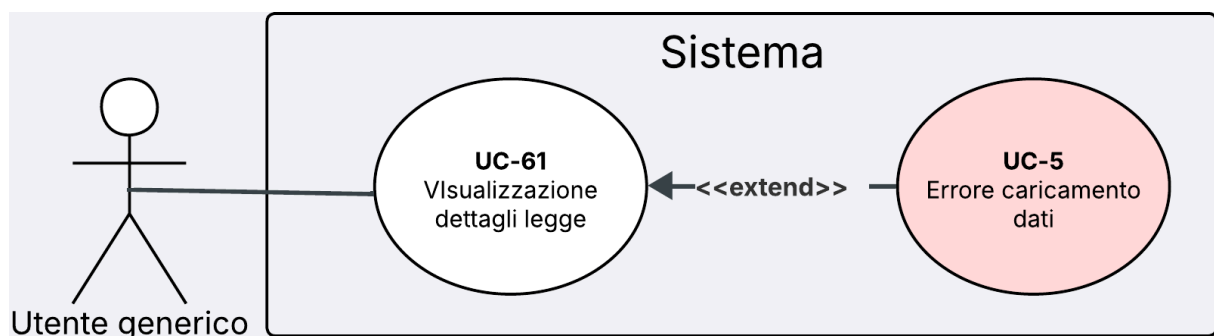 Sistema
UC-61
VIsualizzazione
dettagli legge
<<extend>>
UC-5
Errore caricamento
dati
Utente generico